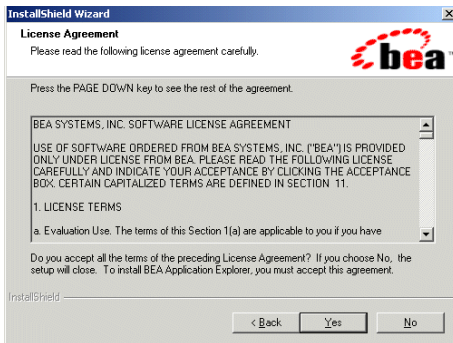 InstallShield Wizard
License Agreement
Please read the following license agreement carefully.
bea
Press the PAGE DOWN key to see the rest of the agreement.
BEA SYSTEMS, INC. SOFTWARE LICENSE AGREEMENT
USE OF SOFTWARE ORDERED FROM BEA SYSTEMS, INC. ("BEA") IS PROVIDED
ONLY UNDER LICENSE FROM BEA. PLEASE READ THE FOLLOWING LICENSE
CAREFULLY AND INDICATE YOUR ACCEPTANCE BY CLICKING THE ACCEPTANCE
BOX. CERTAIN CAPITALIZED TERMS ARE DEFINED IN SECTION 11.
1. LICENSE TERMS
a. Evaluation Use. The terms of this Section 1(a) are applicable to you if you have
Do you accept all the terms of the preceding License Agreement? If you choose No, the
setup will close. To install BEA Application Explorer, you must accept this agreement.
InstallShield
< Back Yes No